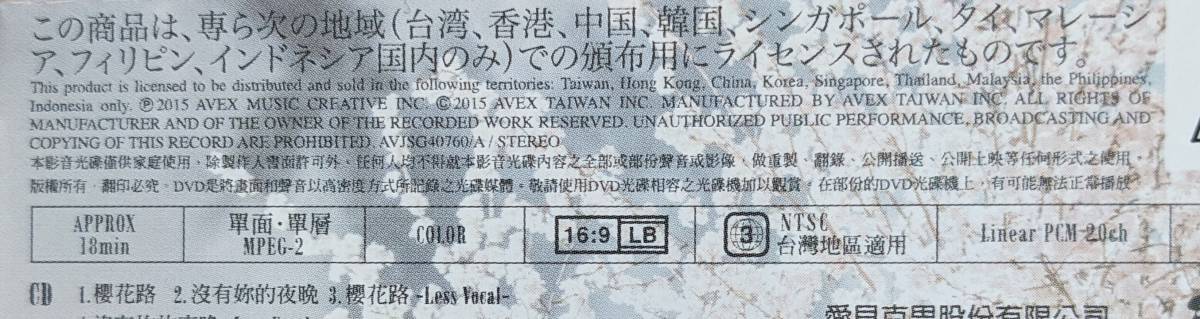 この商品は、専ら次の地域(台湾、香港、中国、韓国、シンガポール、タイ、マレーシ
ア、フィリピン、インドネシア国内のみ)での頒布用にライセンスされたものです。
This product is licensed to be distributed and sold in the following territories: Taiwan, Hong Kong, China, Korea, Singapore, Thailand, Malaysia, the Philippines,
Indonesia only. Ⓟ2015 AVEX MUSIC CREATIVE INC. Ⓒ2015 AVEX TAIWAN INC. MANUFACTURED BY AVEX TAIWAN INC. ALL RIGHTS OF
MANUFACTURER AND OF THE OWNER OF THE RECORDED WORK RESERVED. UNAUTHORIZED PUBLIC PERFORMANCE, BROADCASTING AND
COPYING OF THIS RECORD ARE PROHIBITED. AVJSG40760/A / STEREO
本影音光碟僅供家庭使用。除製作人書面許可外、任何人均不得就本影音光碟內容之全部或部份聲音或影像、做重製、翻錄、公開播送、公開上映等任何形式之使用。
版權所有．翻印必究。DVD是將畫面和聲音以高密度方式所記錄之光碟媒體。敬請使用DVD光碟相容之光碟機加以觀賞。在部份的DVD光碟機上，有可能無法正常播放。
APPROX 18min 單面・單層 MPEG-2 COLOR 16:9 LB 3 NTSC 台灣地區適用 Linear PCM 2.0ch
CD 1.櫻花路 2.沒有妳的夜晚 3.櫻花路 -Less Vocal-
股份有限公司